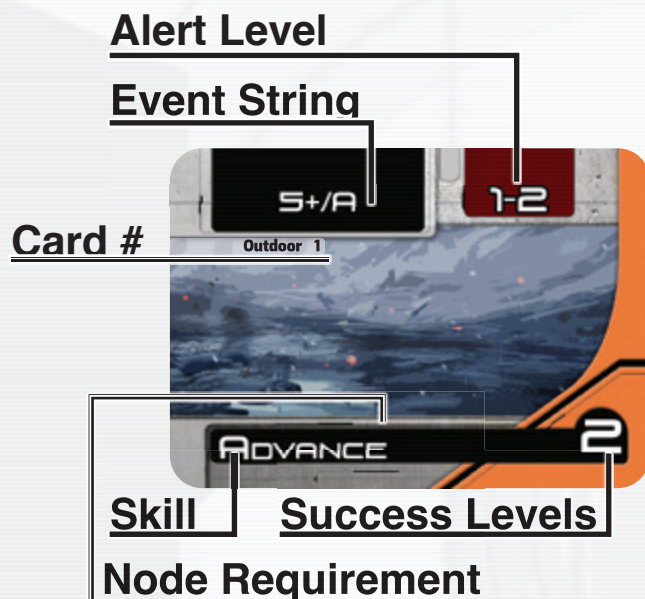 Alert Level
Event String
5+/A
1-2
Card #
Outdoor 1
ADVANCE
2
Skill
Success Levels
Node Requirement